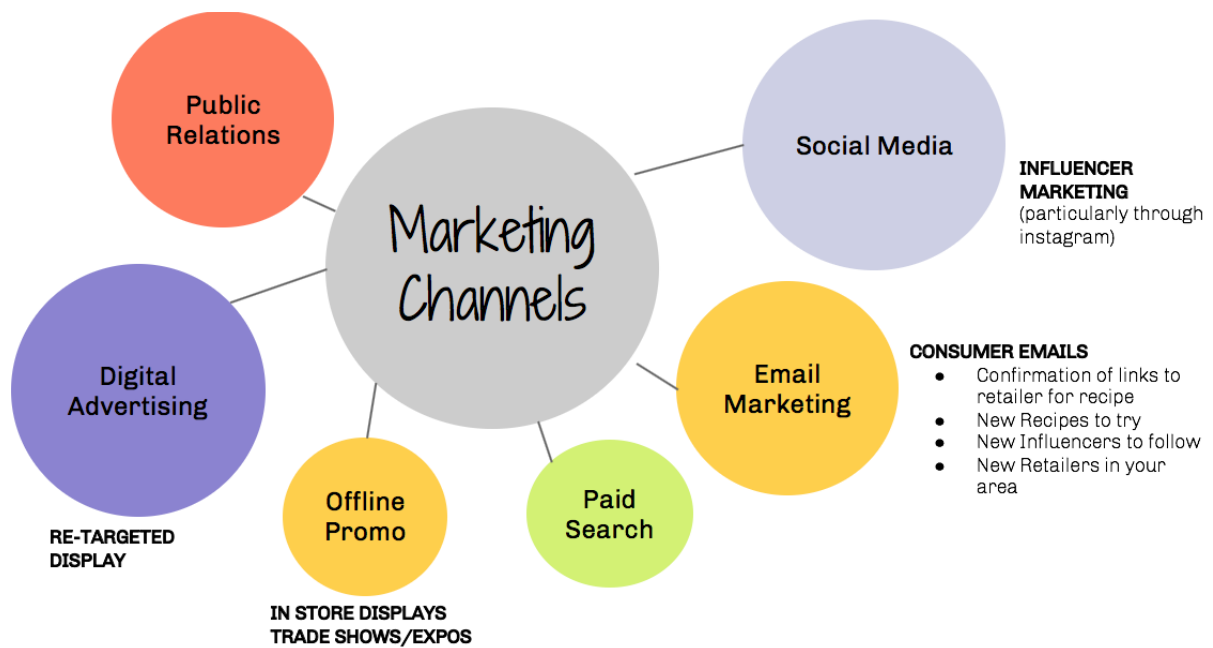 Public
Relations
Social Media
INFLUENCER
MARKETING
(particularly through
instagram)
Marketing
Channels
Digital
Advertising
RE-TARGETED
DISPLAY
Email
Marketing
CONSUMER EMAILS
● Confirmation of links to
retailer for recipe
● New Recipes to try
● New Influencers to follow
● New Retailers in your
area
Offline
Promo
IN STORE DISPLAYS
TRADE SHOWS/EXPOS
Paid
Search